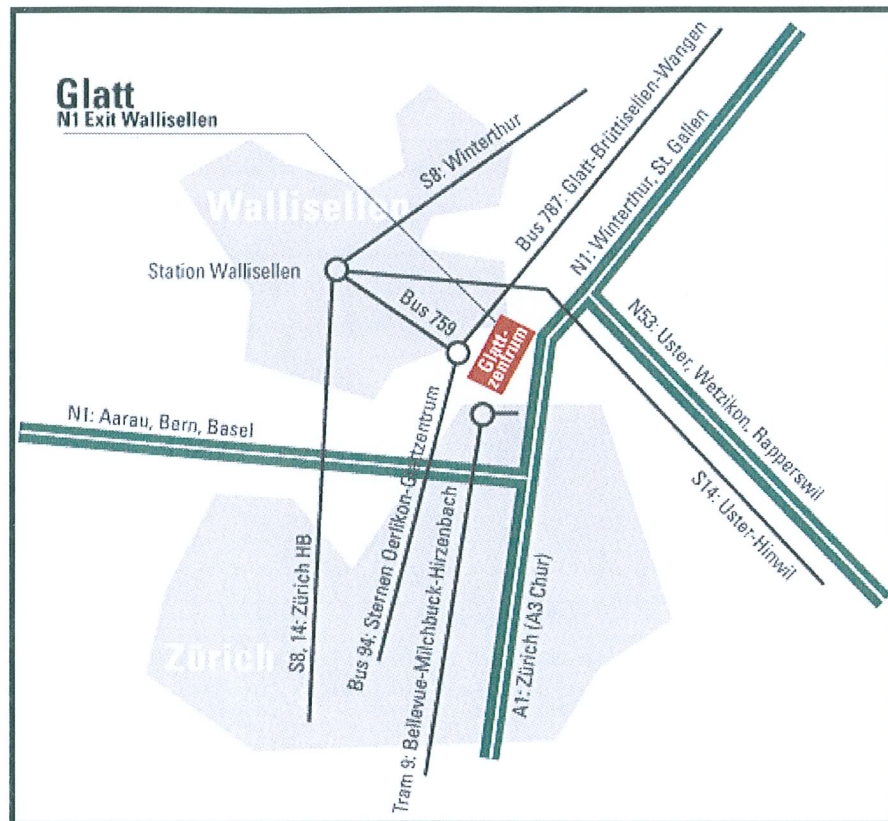 Glatt
N1 Exit Wallisellen
S8: Winterthur
Bus 787: Glatt-Brüttisellen-Wangen
N1: Winterthur, St. Gallen
Wallisellen
Station Wallisellen
Bus 759
Glatt-
zentrum
N53: Uster, Wetzikon, Rapperswil
N1: Aarau, Bern, Basel
S14: Uster-Hinwil
S8, 14: Zürich HB
Bus 94: Sternen Oerlikon-Glattzentrum
Tram 9: Bellevue-Milchbuck-Hirzenbach
A1: Zürich (A3 Chur)
Zürich